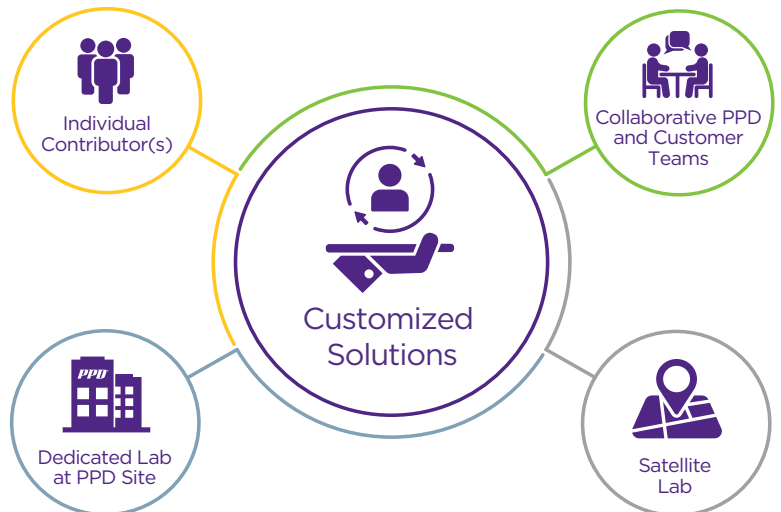 Individual
Contributor(s)
Collaborative PPD
and Customer
Teams
Customized
Solutions
PPD
Dedicated Lab
at PPD Site
Satellite
Lab